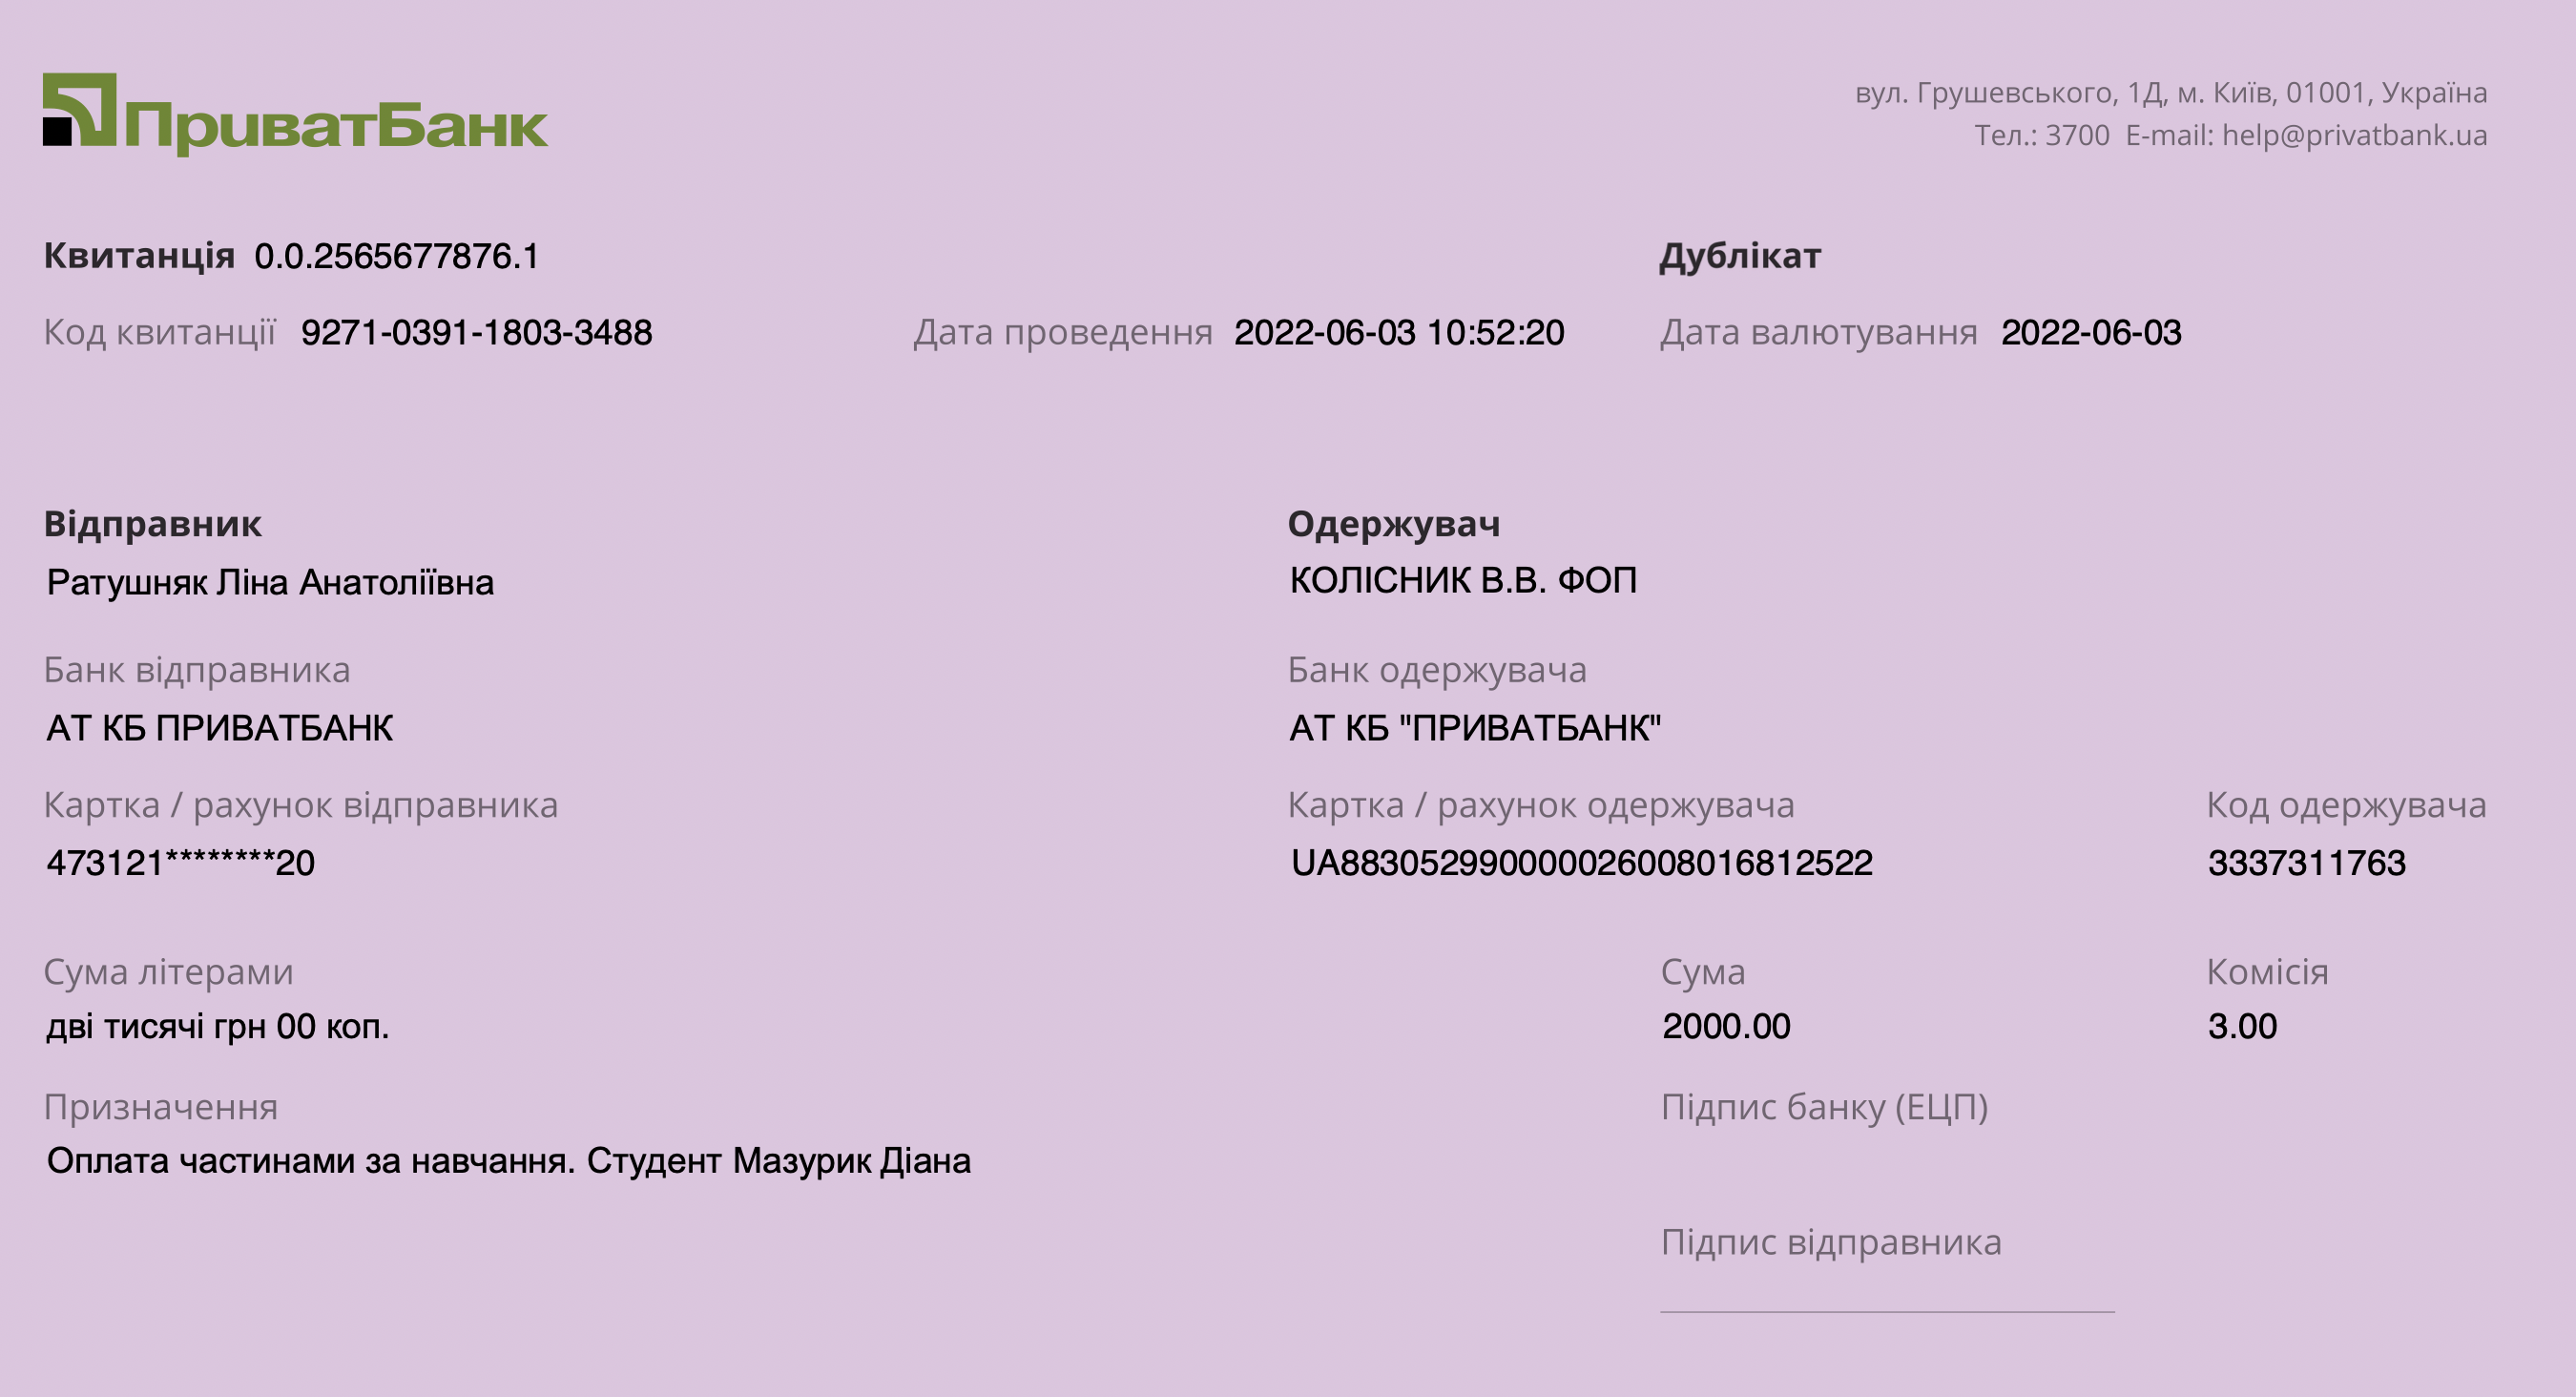 ПриватБанк
вул. Грушевського, 1Д, м. Київ, 01001, Україна
Тел.: 3700 E-mail: help@privatbank.ua
Квитанція 0.0.2565677876.1
Дублікат
Код квитанції 9271-0391-1803-3488
Дата проведення 2022-06-03 10:52:20
Дата валютування 2022-06-03
Відправник
Ратушняк Ліна Анатоліївна
Банк відправника
АТ КБ ПРИВАТБАНК
Картка / рахунок відправника
473121********20
Одержувач
КОЛІСНИК В.В. ФОП
Банк одержувача
АТ КБ "ПРИВАТБАНК"
Картка / рахунок одержувача
UA883052990000026008016812522
Код одержувача
3337311763
Сума літерами
дві тисячі грн 00 коп.
Сума
2000.00
Комісія
3.00
Призначення
Оплата частинами за навчання. Студент Мазурик Діана
Підпис банку (ЕЦП)
Підпис відправника